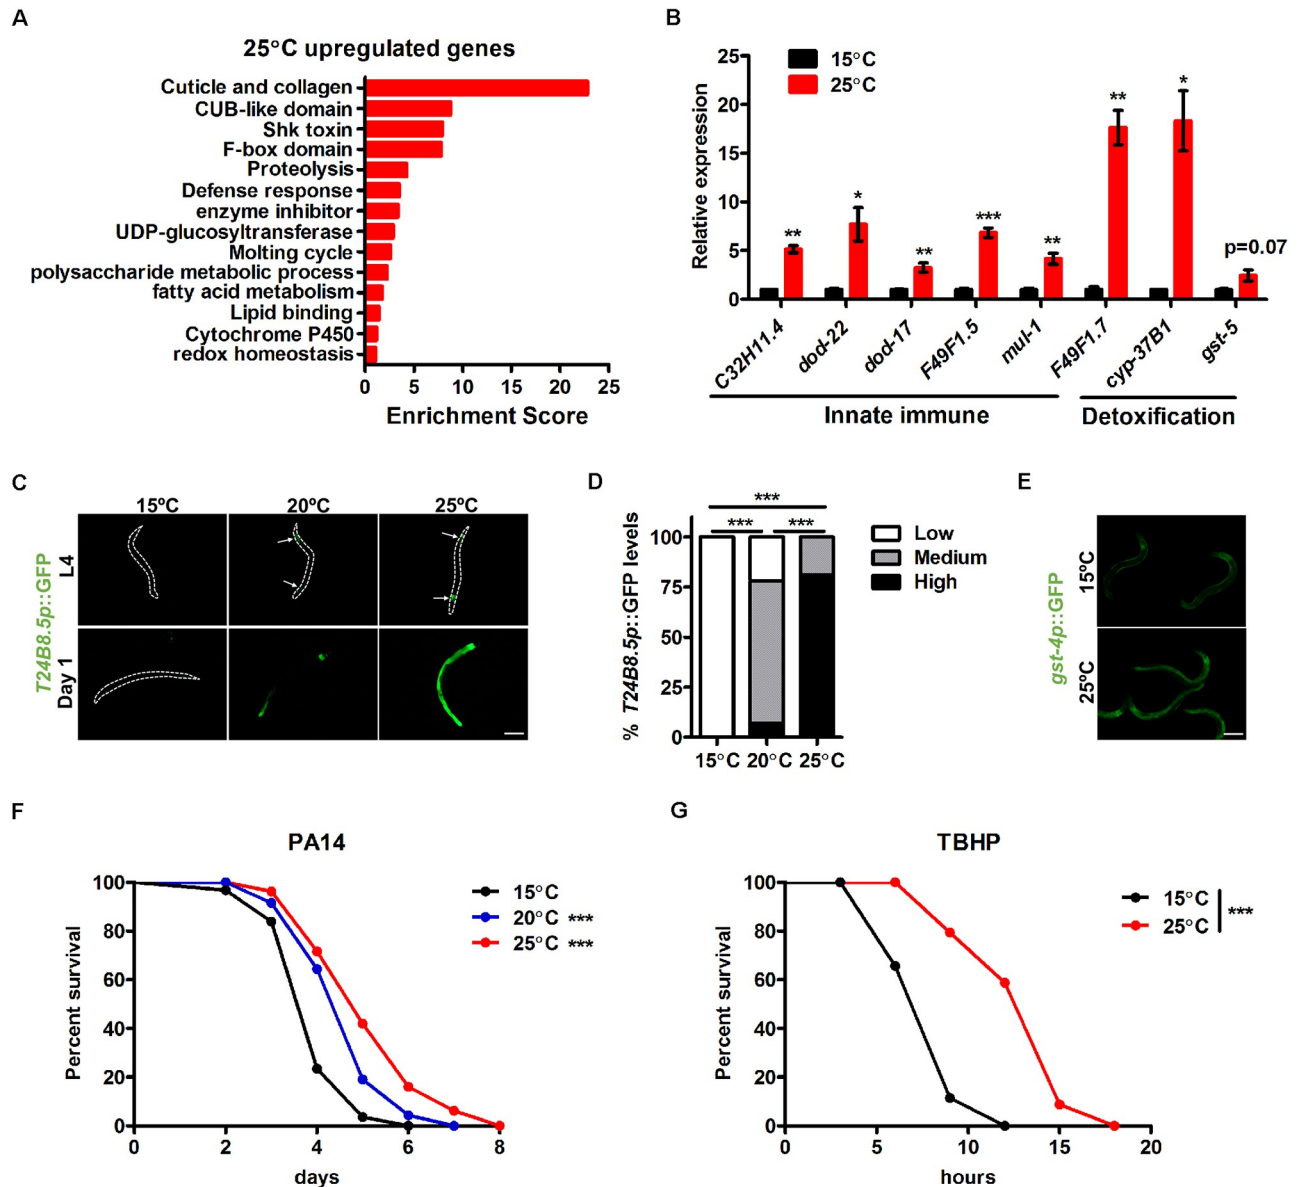 A
25°C upregulated genes
Cuticle and collagen
CUB-like domain
Shk toxin
F-box domain
Proteolysis
Defense response
enzyme inhibitor
UDP-glucosyltransferase
Molting cycle
polysaccharide metabolic process
fatty acid metabolism
Lipid binding
Cytochrome P450
redox homeostasis
0 5 10 15 20 25
Enrichment Score
B
15°C
25°C
Relative expression
25
20
15
10
5
0
** * ** *** ** ** * p=0.07
C32H11.4 dod-22 dod-17 F49F1.5 mul-1 F49F1.7 cyp-37B1 gst-5
Innate immune Detoxification
C
15ºC 20ºC 25ºC
T24B8.5p::GFP
L4
Day 1
D
***
*** ***
% T24B8.5p::GFP levels
100
75
50
25
0
15°C 20°C 25°C
Low
Medium
High
E
gst-4p::GFP
15ºC
25ºC
F
PA14
Percent survival
100
80
60
40
20
0
0 2 4 6 8
days
15°C
20°C ***
25°C ***
G
TBHP
Percent survival
100
80
60
40
20
0
0 5 10 15 20
hours
15°C
25°C
***